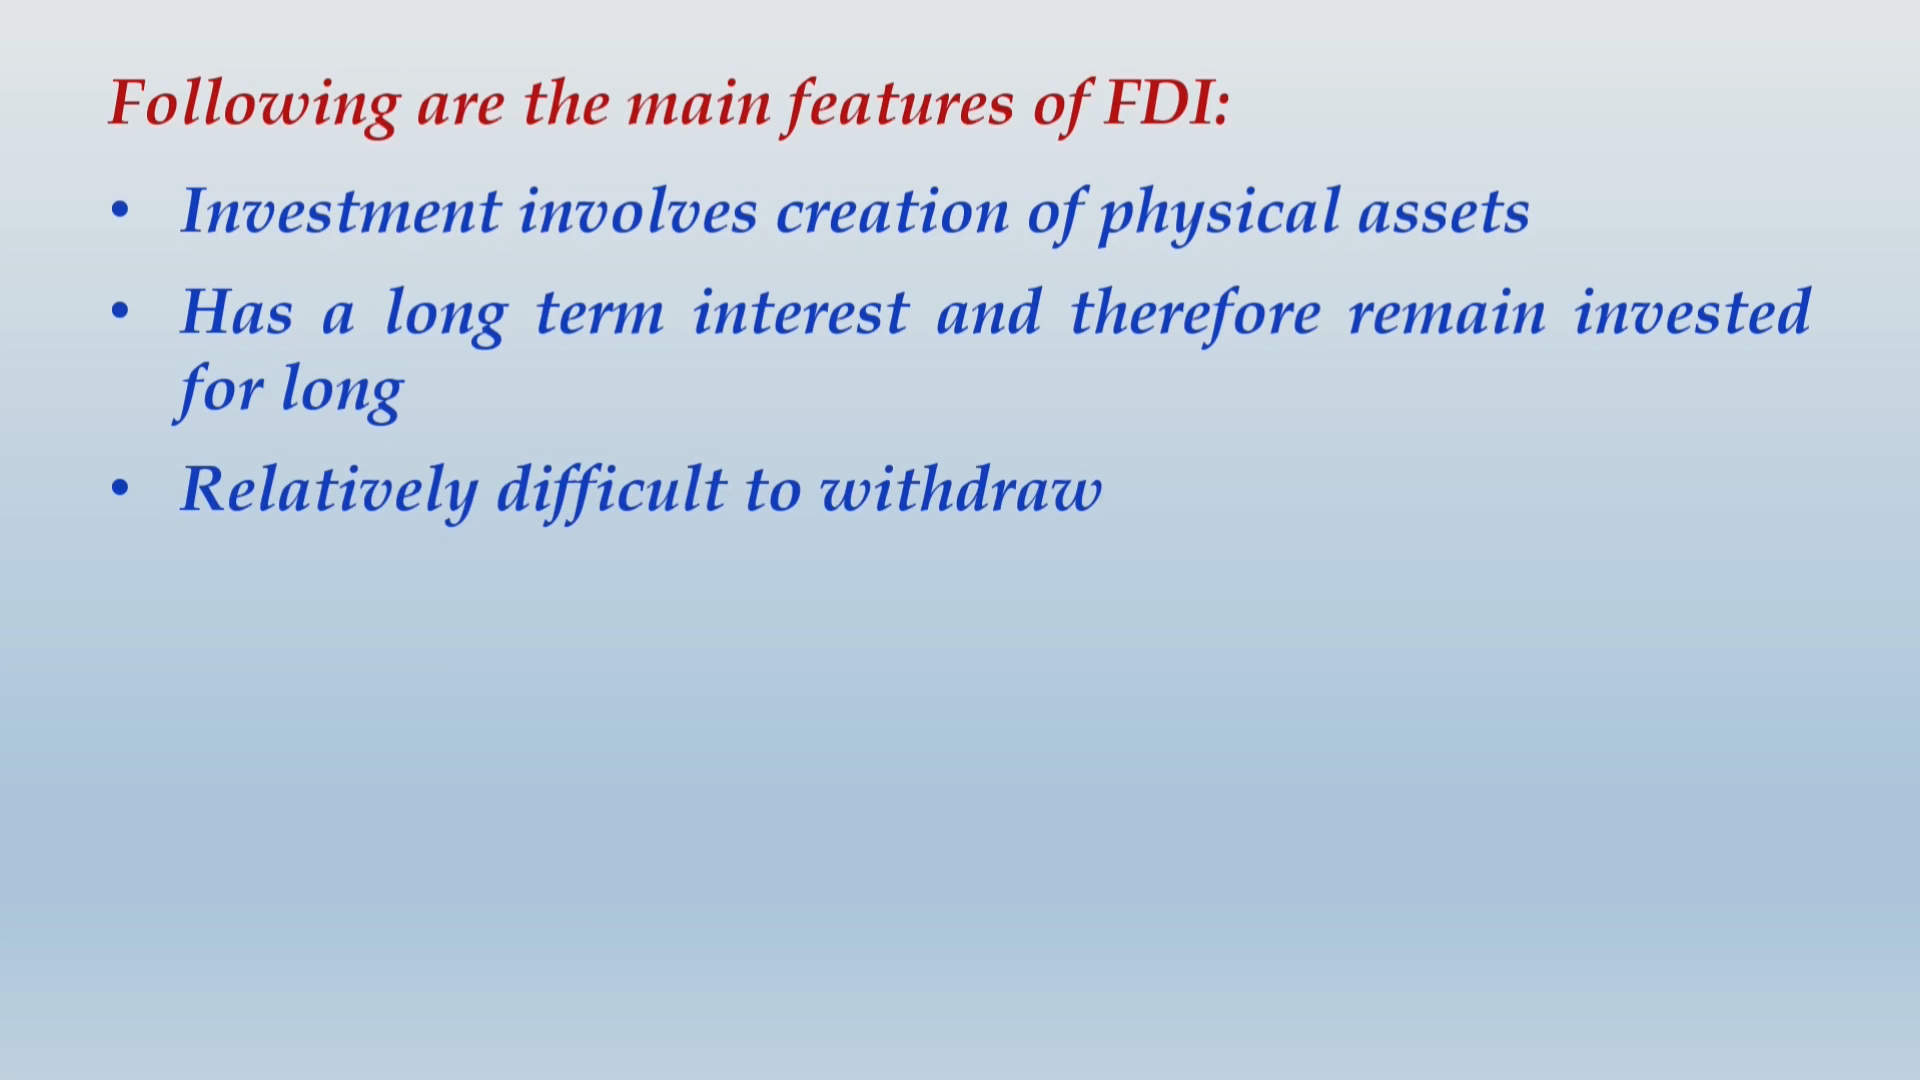 Following are the main features of FDI:
• Investment involves creation of physical assets
• Has a long term interest and therefore remain invested
for long
• Relatively difficult to withdraw